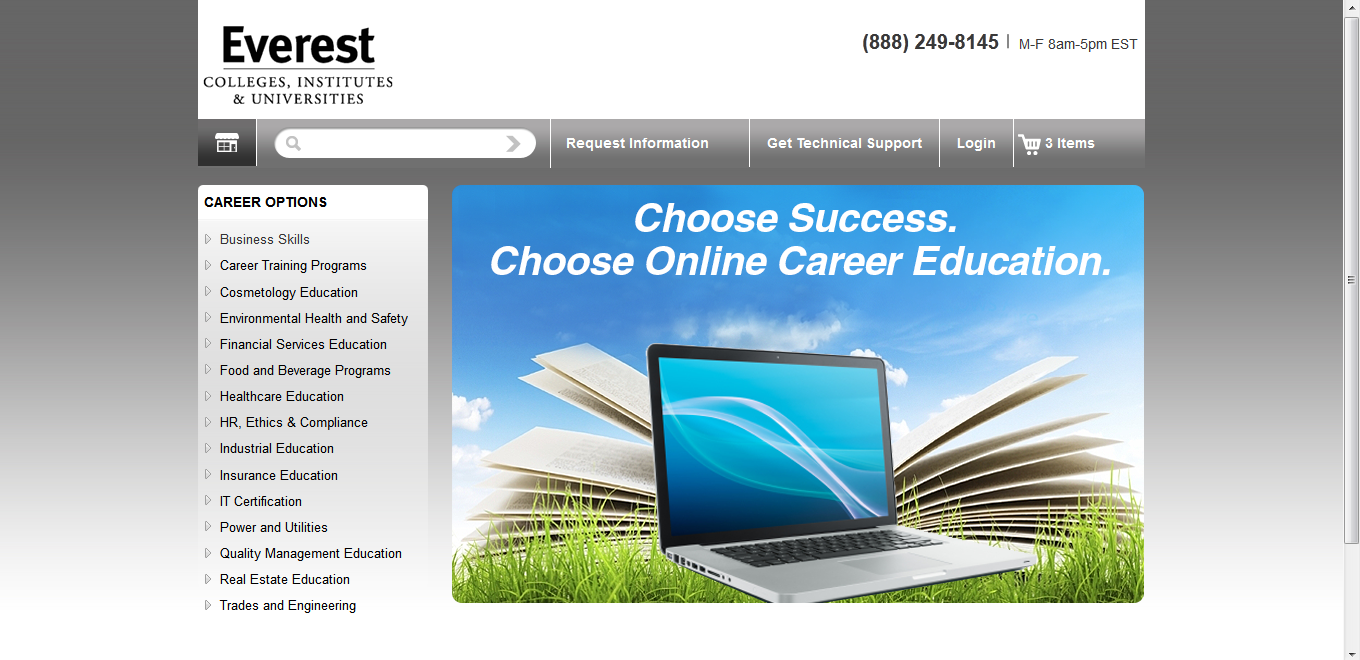 Everest
COLLEGES, INSTITUTES
& UNIVERSITIES
(888) 249-8145 | M-F 8am-5pm EST
Request Information
Get Technical Support
Login
3 Items
CAREER OPTIONS
Business Skills
Career Training Programs
Cosmetology Education
Environmental Health and Safety
Financial Services Education
Food and Beverage Programs
Healthcare Education
HR, Ethics & Compliance
Industrial Education
Insurance Education
IT Certification
Power and Utilities
Quality Management Education
Real Estate Education
Trades and Engineering
Choose Success.
Choose Online Career Education.